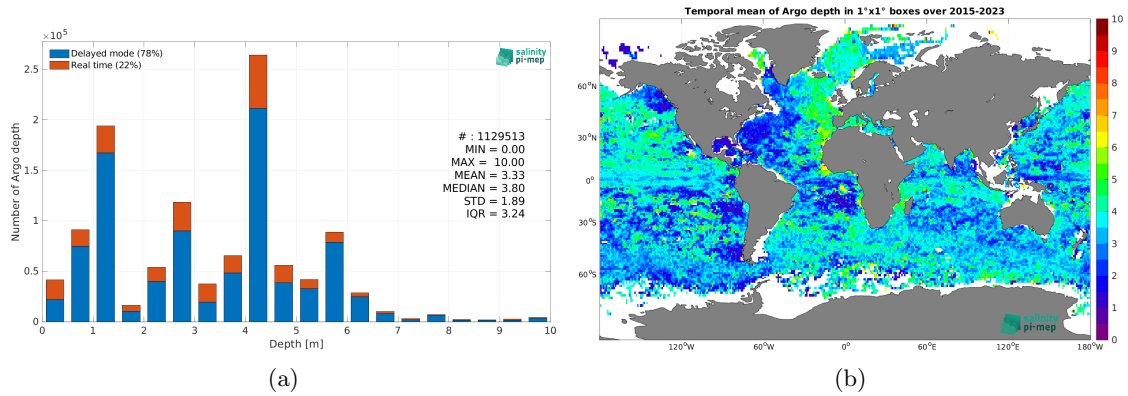 ×10⁵
Delayed mode (78%)
Real time (22%)
salinity
pi-mep
Number of Argo depth
2.5
2
1.5
1
0.5
0
# : 1129513
MIN = 0.00
MAX = 10.00
MEAN = 3.33
MEDIAN = 3.80
STD = 1.89
IQR = 3.24
0 1 2 3 4 5 6 7 8 9 10
Depth [m]
(a)
Temporal mean of Argo depth in 1°x1° boxes over 2015-2023
60°N
30°N
0°
30°S
60°S
120°W 60°W 0° 60°E 120°E 180°W
salinity
pi-mep
10
9
8
7
6
5
4
3
2
1
0
(b)